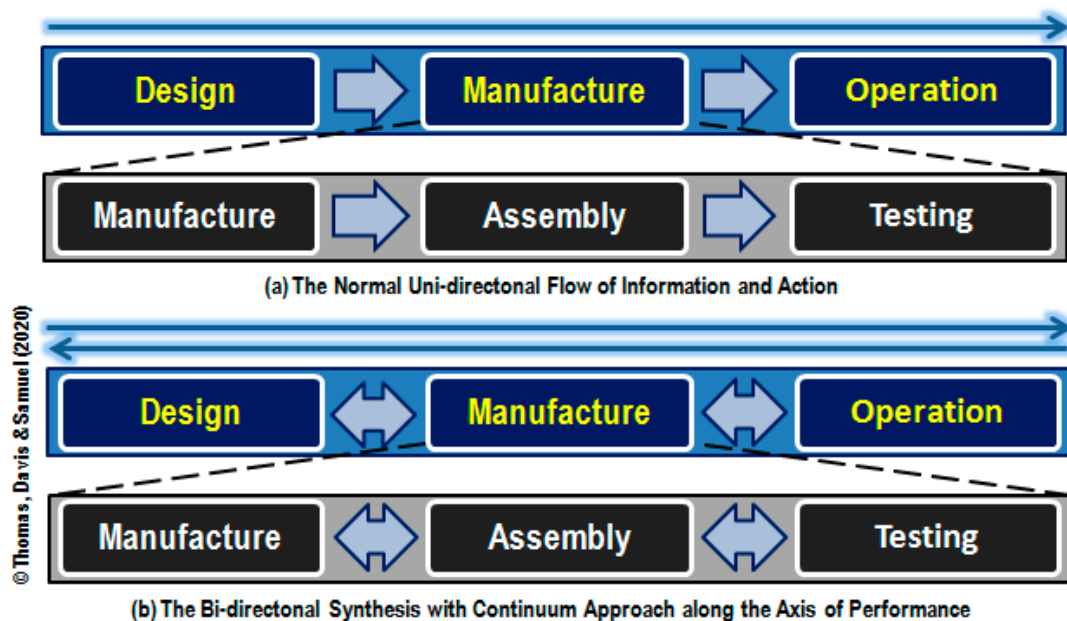 Design
Manufacture
Operation
Manufacture
Assembly
Testing
(a) The Normal Uni-directonal Flow of Information and Action
© Thomas, Davis & Samuel (2020)
Design
Manufacture
Operation
Manufacture
Assembly
Testing
(b) The Bi-directonal Synthesis with Continuum Approach along the Axis of Performance